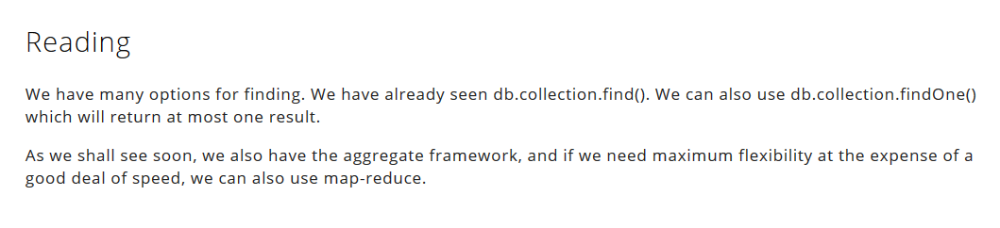 Reading
We have many options for finding. We have already seen db.collection.find(). We can also use db.collection.findOne()
which will return at most one result.
As we shall see soon, we also have the aggregate framework, and if we need maximum flexibility at the expense of a
good deal of speed, we can also use map-reduce.